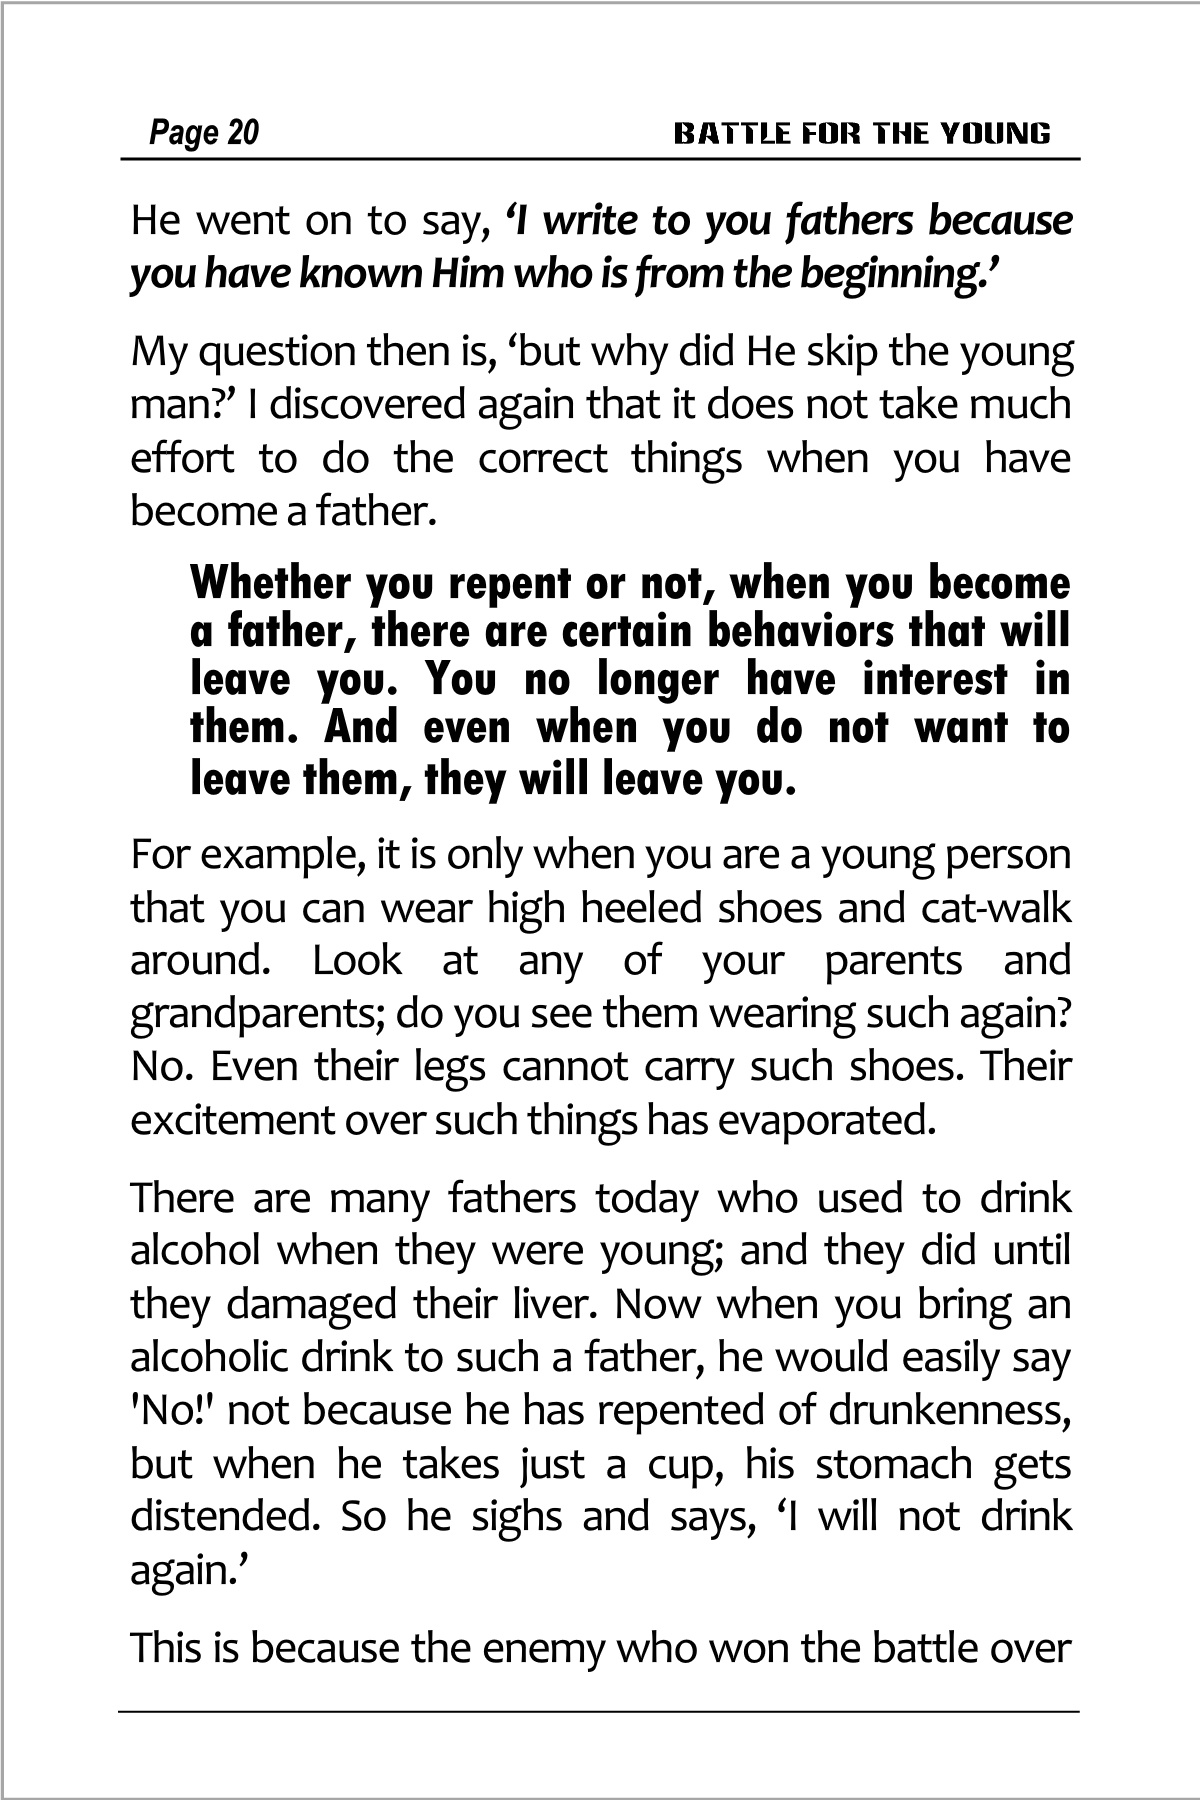 Page 20 BATTLE FOR THE YOUNG
He went on to say, ‘I write to you fathers because
you have known Him who is from the beginning.’
My question then is, ‘but why did He skip the young
man?’ I discovered again that it does not take much
effort to do the correct things when you have
become a father.
Whether you repent or not, when you become
a father, there are certain behaviors that will
leave you. You no longer have interest in
them. And even when you do not want to
leave them, they will leave you.
For example, it is only when you are a young person
that you can wear high heeled shoes and cat-walk
around. Look at any of your parents and
grandparents; do you see them wearing such again?
No. Even their legs cannot carry such shoes. Their
excitement over such things has evaporated.
There are many fathers today who used to drink
alcohol when they were young; and they did until
they damaged their liver. Now when you bring an
alcoholic drink to such a father, he would easily say
'No!' not because he has repented of drunkenness,
but when he takes just a cup, his stomach gets
distended. So he sighs and says, ‘I will not drink
again.’
This is because the enemy who won the battle over